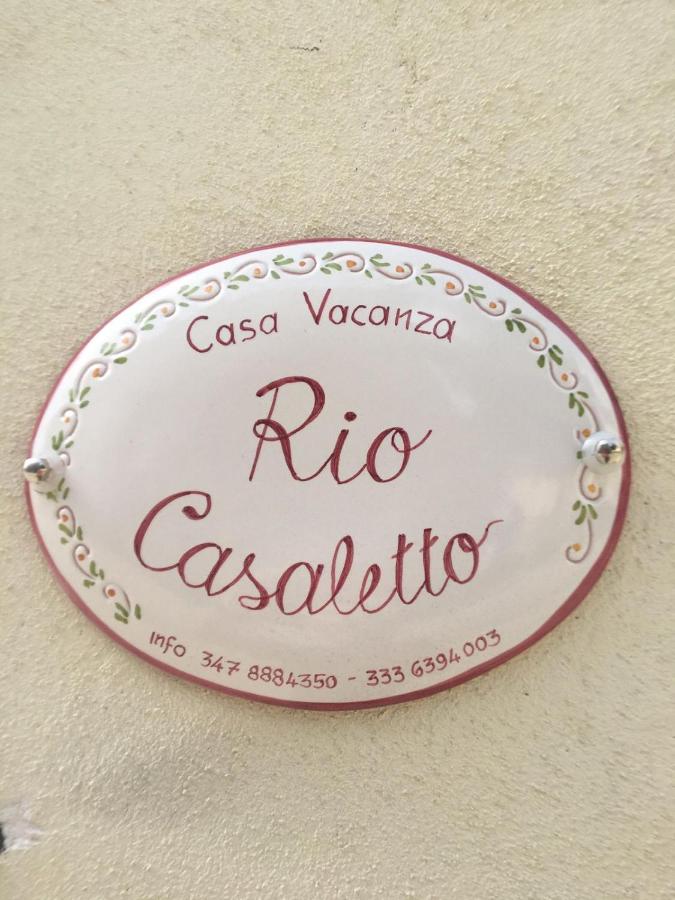 Casa Vacanza
Rio
Casaletto
Info 347 8884350 - 333 6394003